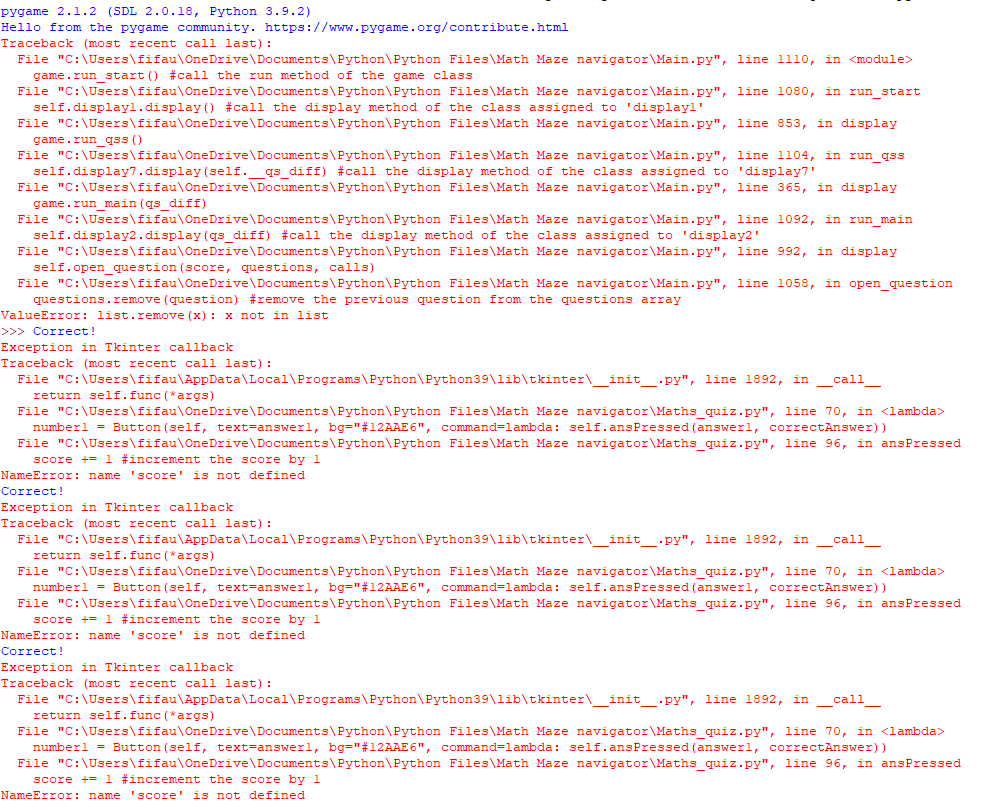 pygame 2.1.2 (SDL 2.0.18, Python 3.9.2)
Hello from the pygame community. https://www.pygame.org/contribute.html
Traceback (most recent call last):
  File "C:\Users\fifau\OneDrive\Documents\Python\Python Files\Math Maze navigator\Main.py", line 1110, in <module>
    game.run_start() #call the run method of the game class
  File "C:\Users\fifau\OneDrive\Documents\Python\Python Files\Math Maze navigator\Main.py", line 1080, in run_start
    self.display1.display() #call the display method of the class assigned to 'display1'
  File "C:\Users\fifau\OneDrive\Documents\Python\Python Files\Math Maze navigator\Main.py", line 853, in display
    game.run_qss()
  File "C:\Users\fifau\OneDrive\Documents\Python\Python Files\Math Maze navigator\Main.py", line 1104, in run_qss
    self.display7.display(self.__qs_diff) #call the display method of the class assigned to 'display7'
  File "C:\Users\fifau\OneDrive\Documents\Python\Python Files\Math Maze navigator\Main.py", line 365, in display
    game.run_main(qs_diff)
  File "C:\Users\fifau\OneDrive\Documents\Python\Python Files\Math Maze navigator\Main.py", line 1092, in run_main
    self.display2.display(qs_diff) #call the display method of the class assigned to 'display2'
  File "C:\Users\fifau\OneDrive\Documents\Python\Python Files\Math Maze navigator\Main.py", line 992, in display
    self.open_question(score, questions, calls)
  File "C:\Users\fifau\OneDrive\Documents\Python\Python Files\Math Maze navigator\Main.py", line 1058, in open_question
    questions.remove(question) #remove the previous question from the questions array
ValueError: list.remove(x): x not in list
>>> Correct!
Exception in Tkinter callback
Traceback (most recent call last):
  File "C:\Users\fifau\AppData\Local\Programs\Python\Python39\lib\tkinter\__init__.py", line 1892, in __call__
    return self.func(*args)
  File "C:\Users\fifau\OneDrive\Documents\Python\Python Files\Math Maze navigator\Maths_quiz.py", line 70, in <lambda>
    number1 = Button(self, text=answer1, bg="#12AAE6", command=lambda: self.ansPressed(answer1, correctAnswer))
  File "C:\Users\fifau\OneDrive\Documents\Python\Python Files\Math Maze navigator\Maths_quiz.py", line 96, in ansPressed
    score += 1 #increment the score by 1
NameError: name 'score' is not defined
Correct!
Exception in Tkinter callback
Traceback (most recent call last):
  File "C:\Users\fifau\AppData\Local\Programs\Python\Python39\lib\tkinter\__init__.py", line 1892, in __call__
    return self.func(*args)
  File "C:\Users\fifau\OneDrive\Documents\Python\Python Files\Math Maze navigator\Maths_quiz.py", line 70, in <lambda>
    number1 = Button(self, text=answer1, bg="#12AAE6", command=lambda: self.ansPressed(answer1, correctAnswer))
  File "C:\Users\fifau\OneDrive\Documents\Python\Python Files\Math Maze navigator\Maths_quiz.py", line 96, in ansPressed
    score += 1 #increment the score by 1
NameError: name 'score' is not defined
Correct!
Exception in Tkinter callback
Traceback (most recent call last):
  File "C:\Users\fifau\AppData\Local\Programs\Python\Python39\lib\tkinter\__init__.py", line 1892, in __call__
    return self.func(*args)
  File "C:\Users\fifau\OneDrive\Documents\Python\Python Files\Math Maze navigator\Maths_quiz.py", line 70, in <lambda>
    number1 = Button(self, text=answer1, bg="#12AAE6", command=lambda: self.ansPressed(answer1, correctAnswer))
  File "C:\Users\fifau\OneDrive\Documents\Python\Python Files\Math Maze navigator\Maths_quiz.py", line 96, in ansPressed
    score += 1 #increment the score by 1
NameError: name 'score' is not defined